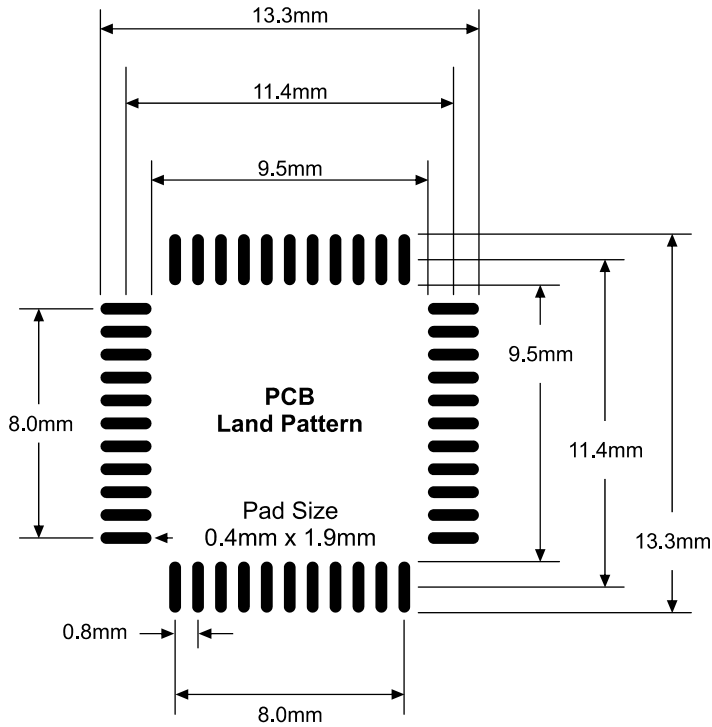 13.3mm
11.4mm
9.5mm
9.5mm
PCB
Land Pattern
8.0mm
11.4mm
Pad Size
0.4mm x 1.9mm
13.3mm
0.8mm
8.0mm